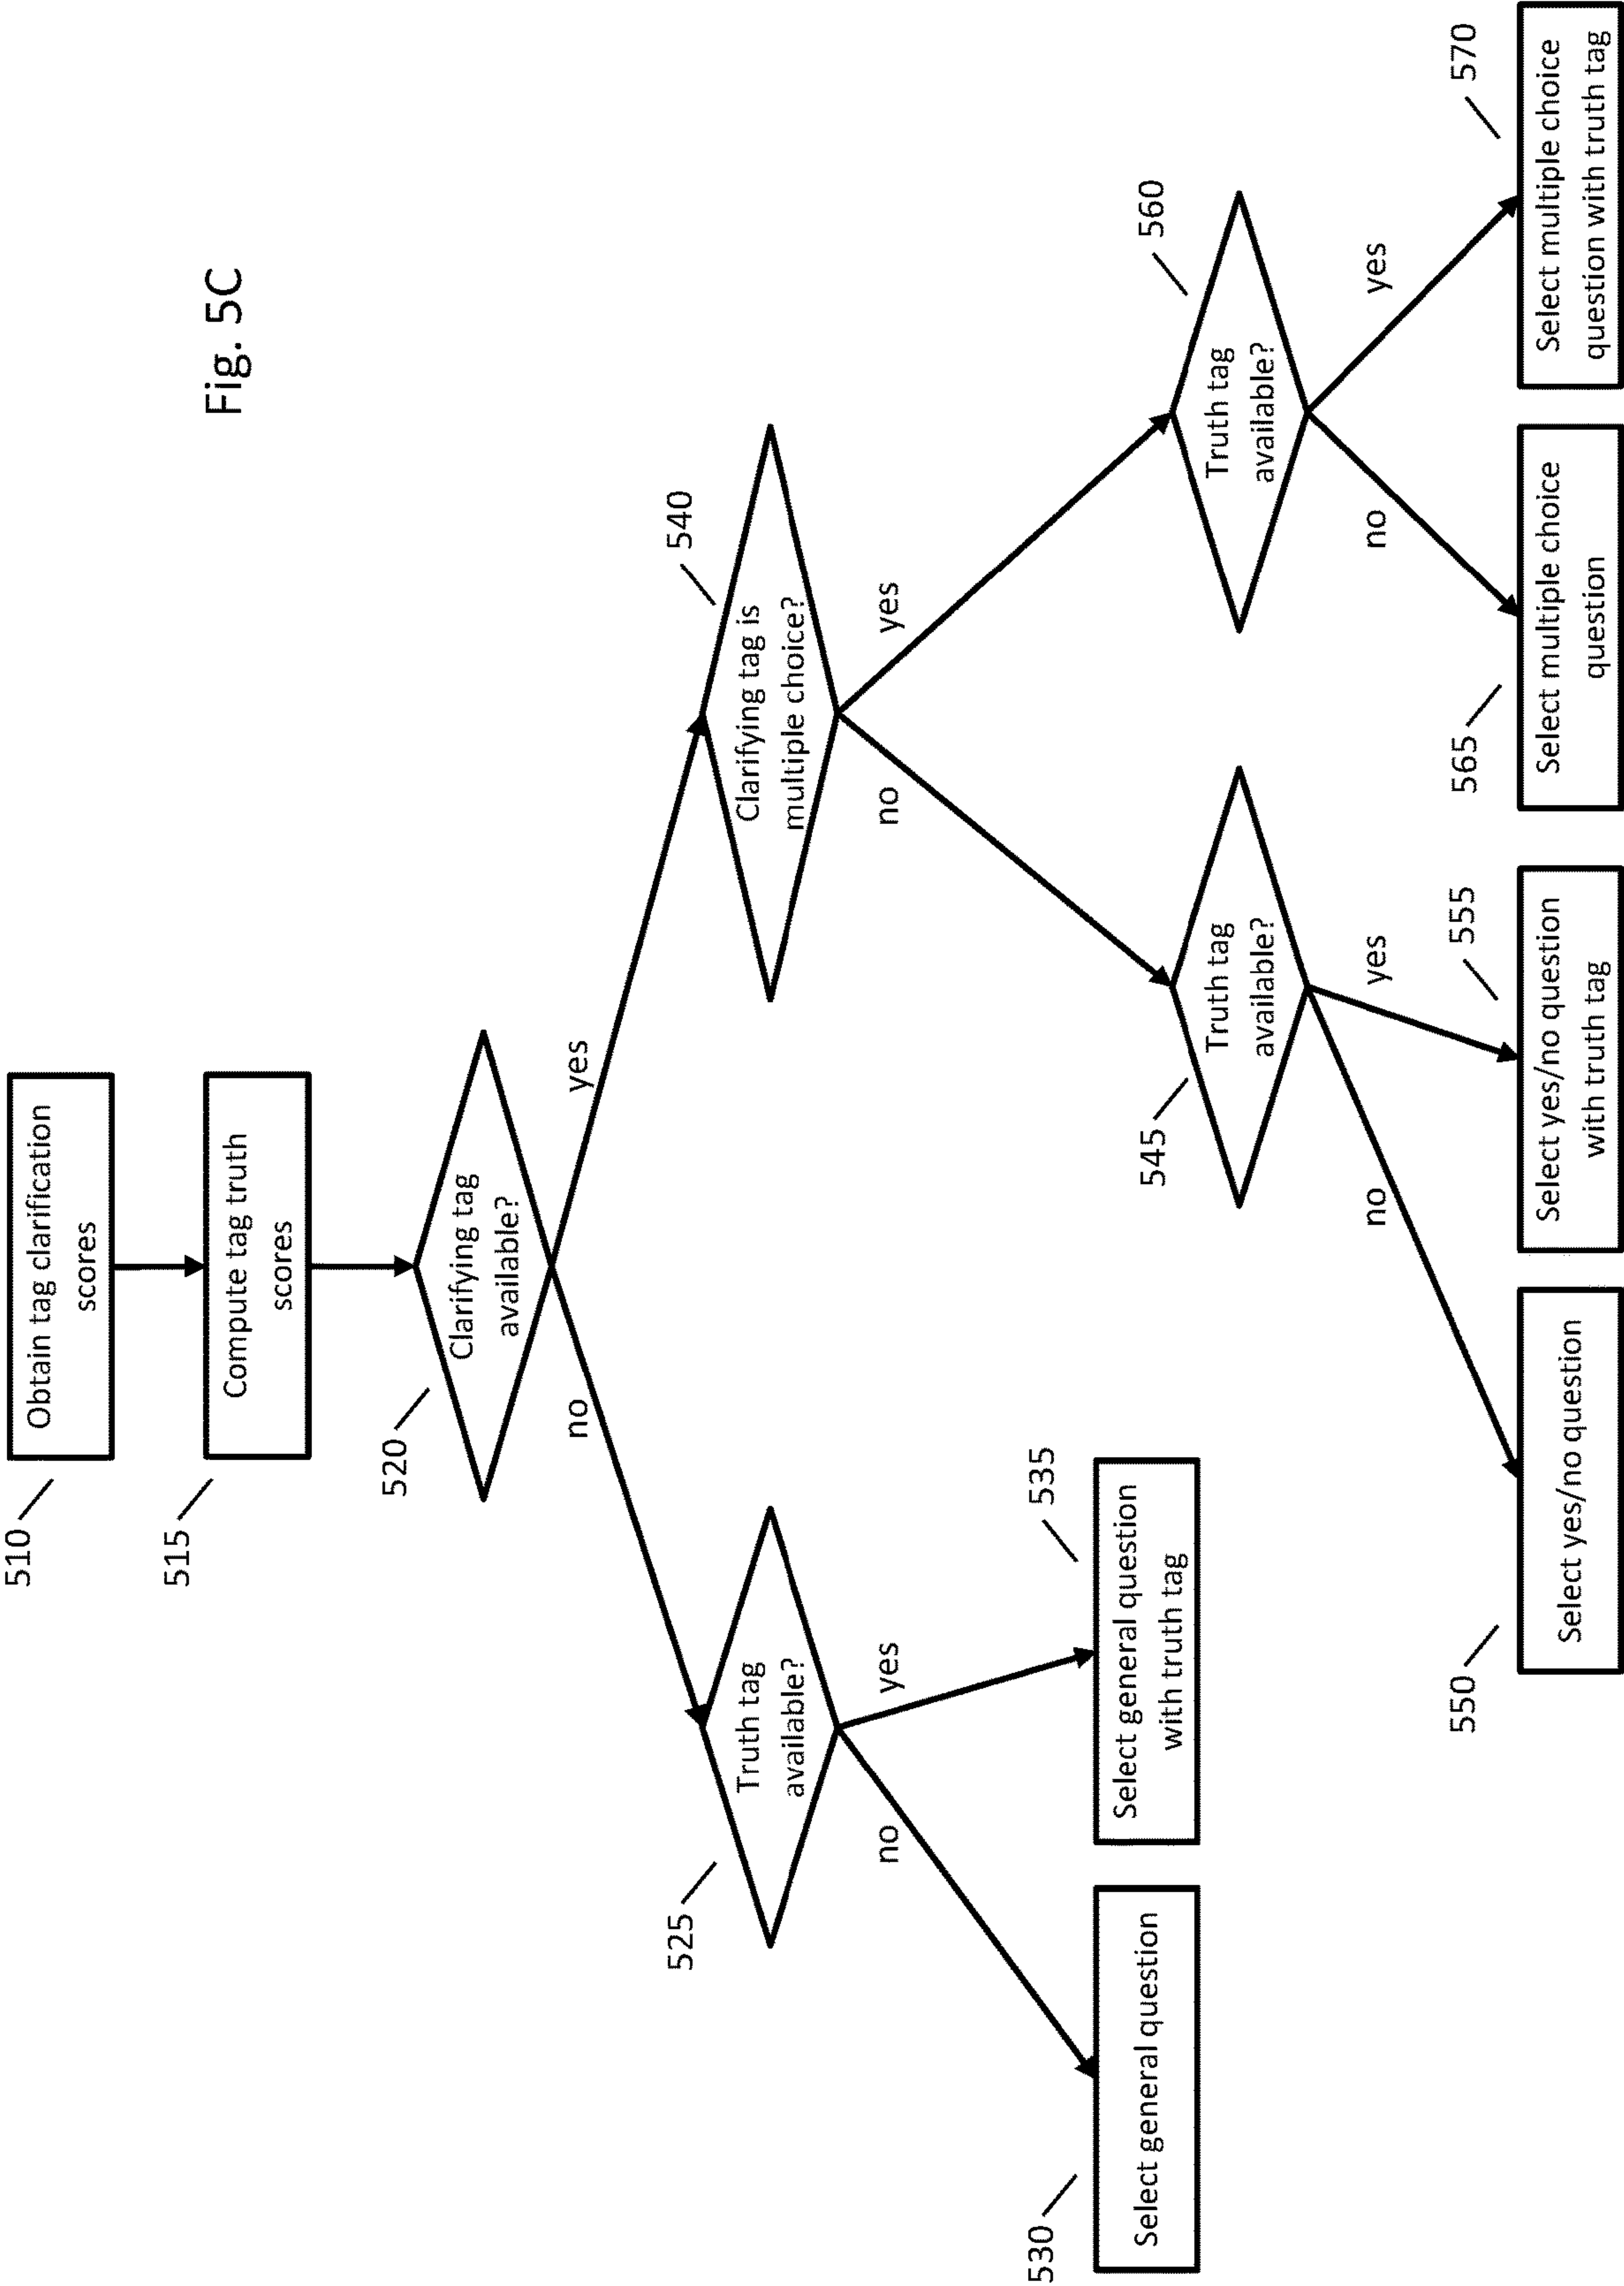 Fig. 5C
510
Obtain tag clarification
scores
515
Compute tag truth
scores
520
Clarifying tag
available?
no
yes
525
Truth tag
available?
540
Clarifying tag is
multiple choice?
no
yes
no
yes
530
Select general question
535
Select general question
with truth tag
545
Truth tag
available?
560
Truth tag
available?
no
yes
no
yes
550
Select yes/no question
555
Select yes/no question
with truth tag
565
Select multiple choice
question
570
Select multiple choice
question with truth tag